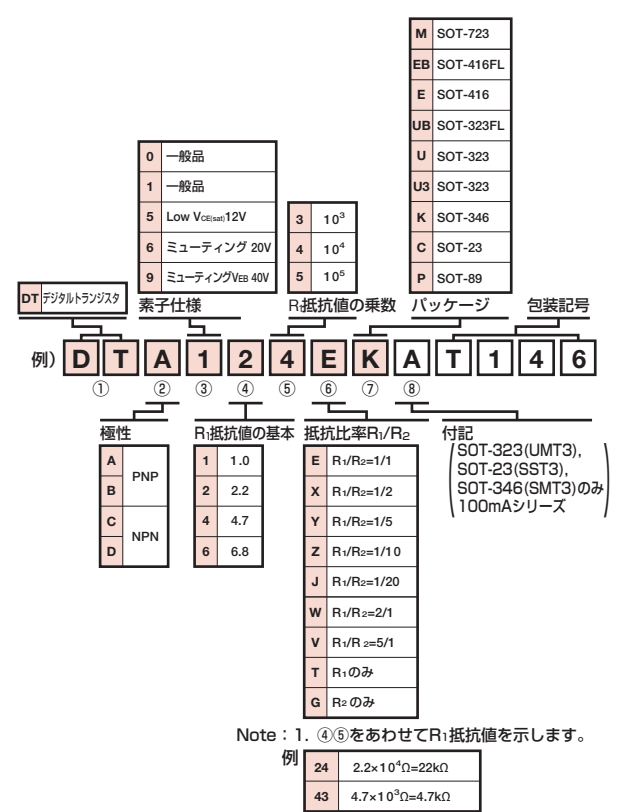 M SOT-723
EB SOT-416FL
E SOT-416
UB SOT-323FL
U SOT-323
U3 SOT-323
K SOT-346
C SOT-23
P SOT-89
0 一般品
1 一般品
5 Low VCE(sat)12V
6 ミューティング 20V
9 ミューティングVEB 40V
3 10³
4 10⁴
5 10⁵
DT デジタルトランジスタ
素子仕様
R₁抵抗値の乗数
パッケージ
包装記号
例) D T A 1 2 4 E K A T 1 4 6
① ② ③ ④ ⑤ ⑥ ⑦ ⑧
極性
A
B
PNP
C
D
NPN
R₁抵抗値の基本
1 1.0
2 2.2
4 4.7
6 6.8
抵抗比率R₁/R₂
E R₁/R₂=1/1
X R₁/R₂=1/2
Y R₁/R₂=1/5
Z R₁/R₂=1/10
J R₁/R₂=1/20
W R₁/R₂=2/1
V R₁/R₂=5/1
T R₁のみ
G R₂のみ
付記
(SOT-323(UMT3),
SOT-23(SST3),
SOT-346(SMT3)のみ
100mAシリーズ)
Note：1. ④⑤をあわせてR₁抵抗値を示します。
例
24 2.2×10⁴Ω=22kΩ
43 4.7×10³Ω=4.7kΩ